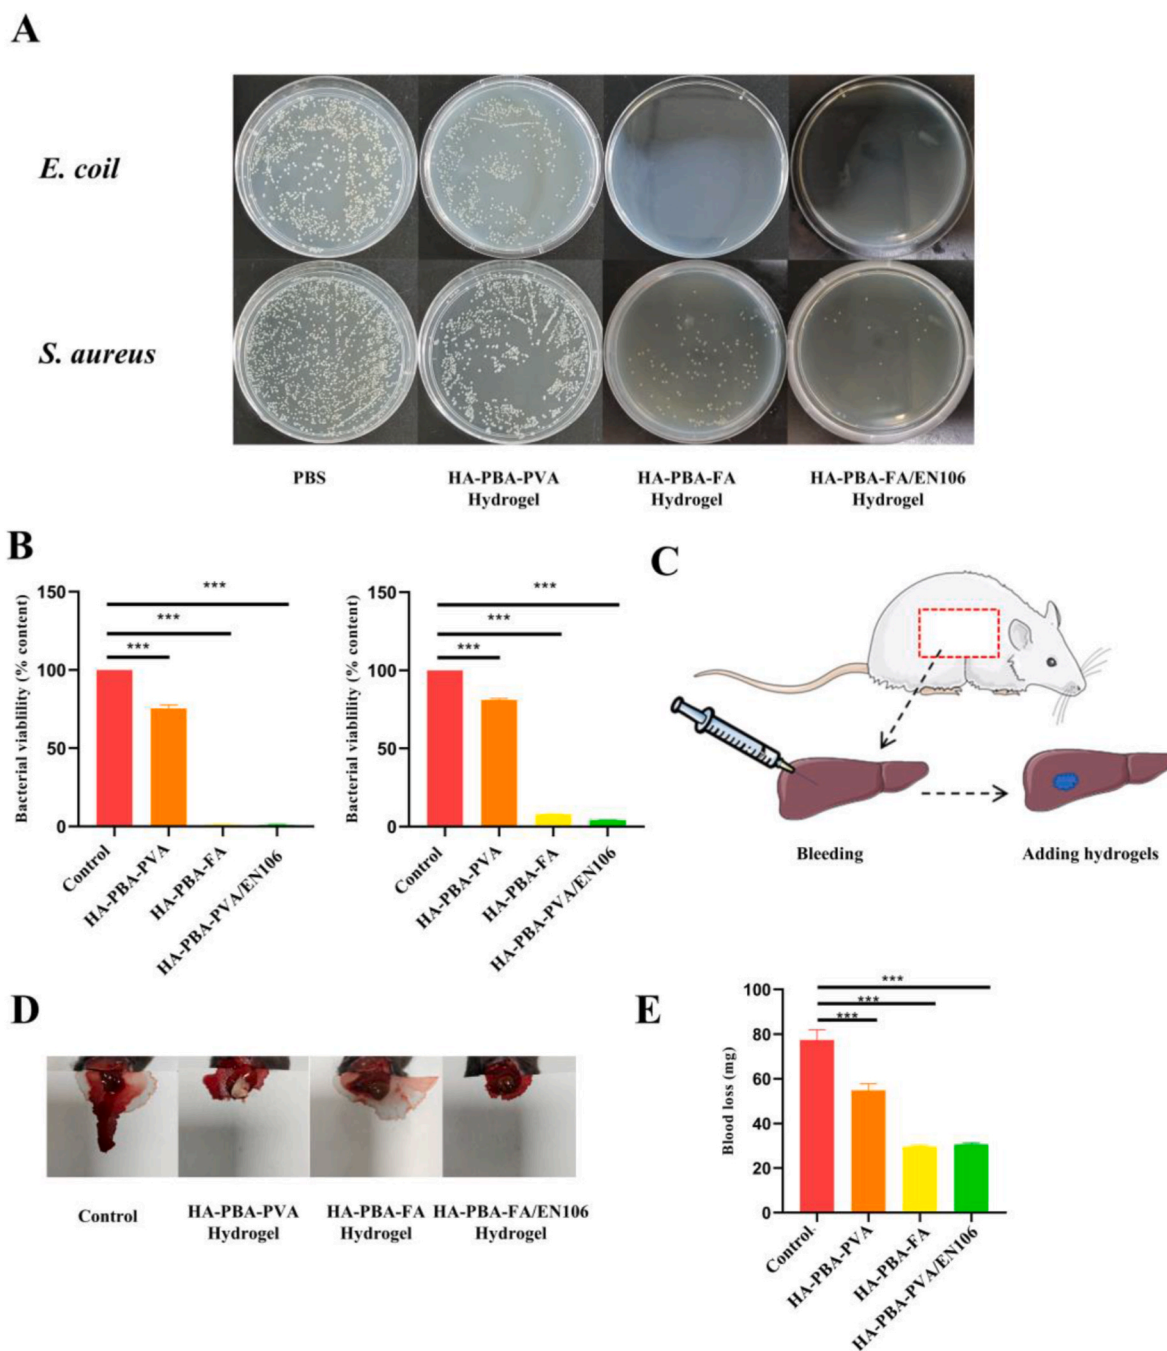 A
E. coil
S. aureus
PBS
HA-PBA-PVA
Hydrogel
HA-PBA-FA
Hydrogel
HA-PBA-FA/EN106
Hydrogel
B
Bacterial viablility (% content)
150
100
50
0
***
***
***
Control
HA-PBA-PVA
HA-PBA-FA
HA-PBA-PVA/EN106
Bacterial viablility (% content)
150
100
50
0
***
***
***
Control
HA-PBA-PVA
HA-PBA-FA
HA-PBA-PVA/EN106
C
Bleeding
Adding hydrogels
D
Control
HA-PBA-PVA
Hydrogel
HA-PBA-FA
Hydrogel
HA-PBA-FA/EN106
Hydrogel
E
Blood loss (mg)
100
80
60
40
20
0
***
***
***
Control
HA-PBA-PVA
HA-PBA-FA
HA-PBA-PVA/EN106